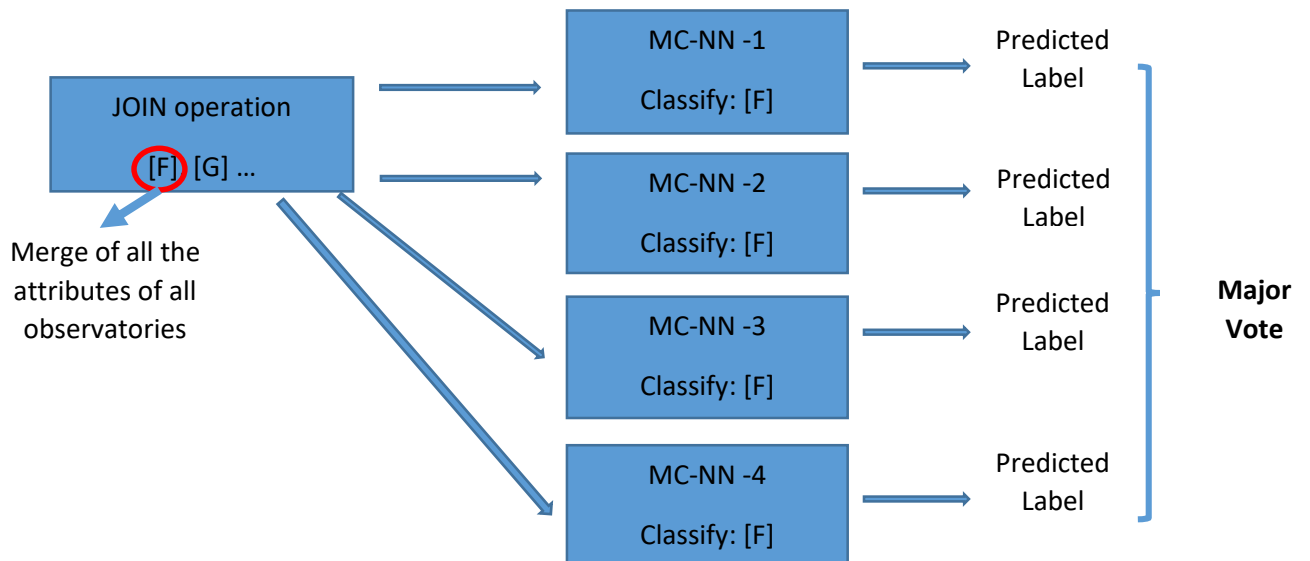 JOIN operation
[F] [G] …
Merge of all the
attributes of all
observatories
MC-NN -1
Classify: [F]
MC-NN -2
Classify: [F]
MC-NN -3
Classify: [F]
MC-NN -4
Classify: [F]
Predicted
Label
Predicted
Label
Predicted
Label
Predicted
Label
Major
Vote